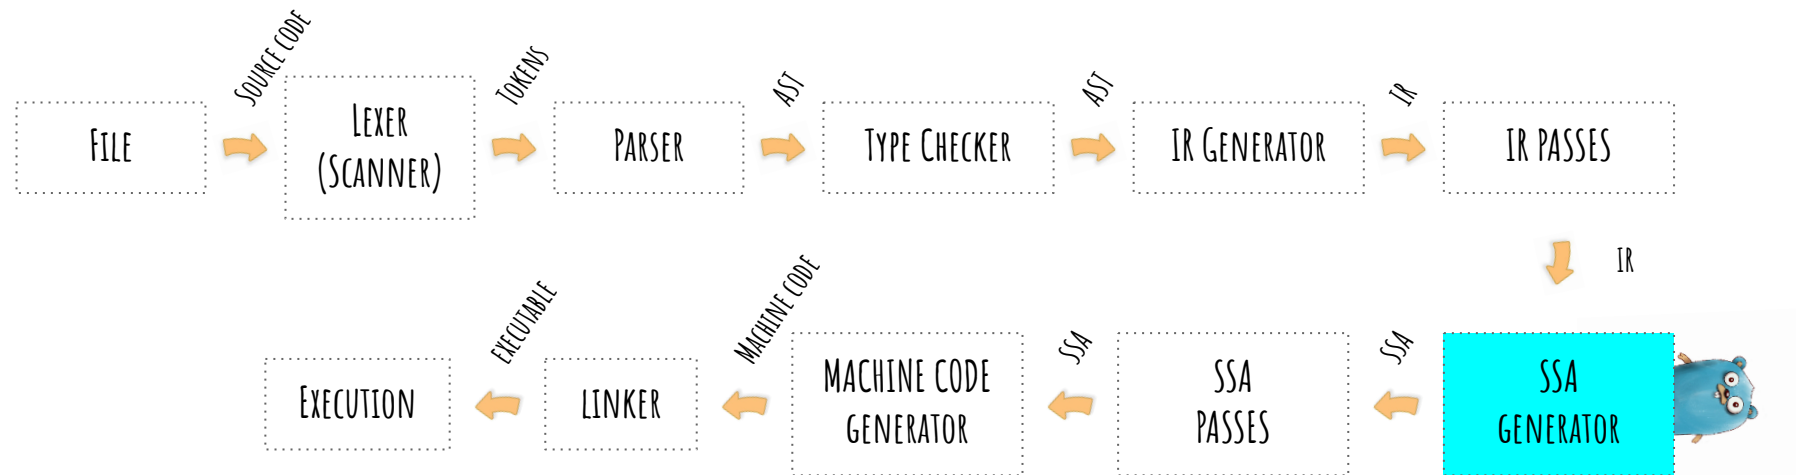 SOURCE CODE
TOKENS
AST
AST
IR
FILE
LEXER
(SCANNER)
PARSER
TYPE CHECKER
IR GENERATOR
IR PASSES
IR
EXECUTABLE
MACHINE CODE
SSA
SSA
EXECUTION
LINKER
MACHINE CODE
GENERATOR
SSA
PASSES
SSA
GENERATOR